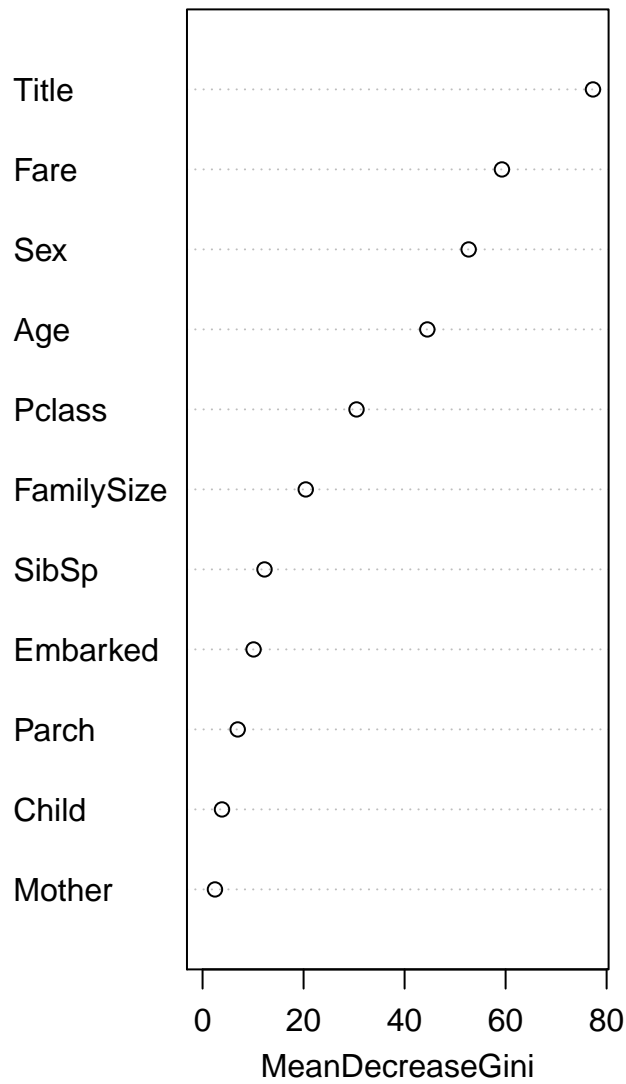 Title
Fare
Sex
Age
Pclass
FamilySize
SibSp
Embarked
Parch
Child
Mother
0 20 40 60 80
MeanDecreaseGini